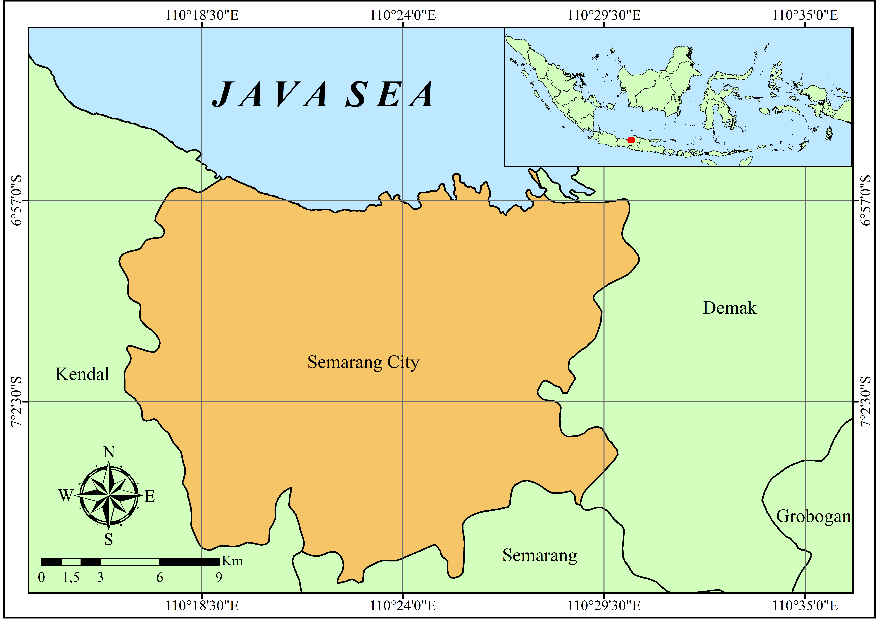 110°18'30"E 110°24'0"E 110°29'30"E 110°35'0"E
JAVA SEA
6°57'0"S 6°57'0"S
Demak
Semarang City
Kendal
7°2'30"S 7°2'30"S
N
W E
S
Grobogan
Semarang
Km
0 1,5 3 6 9
110°18'30"E 110°24'0"E 110°29'30"E 110°35'0"E